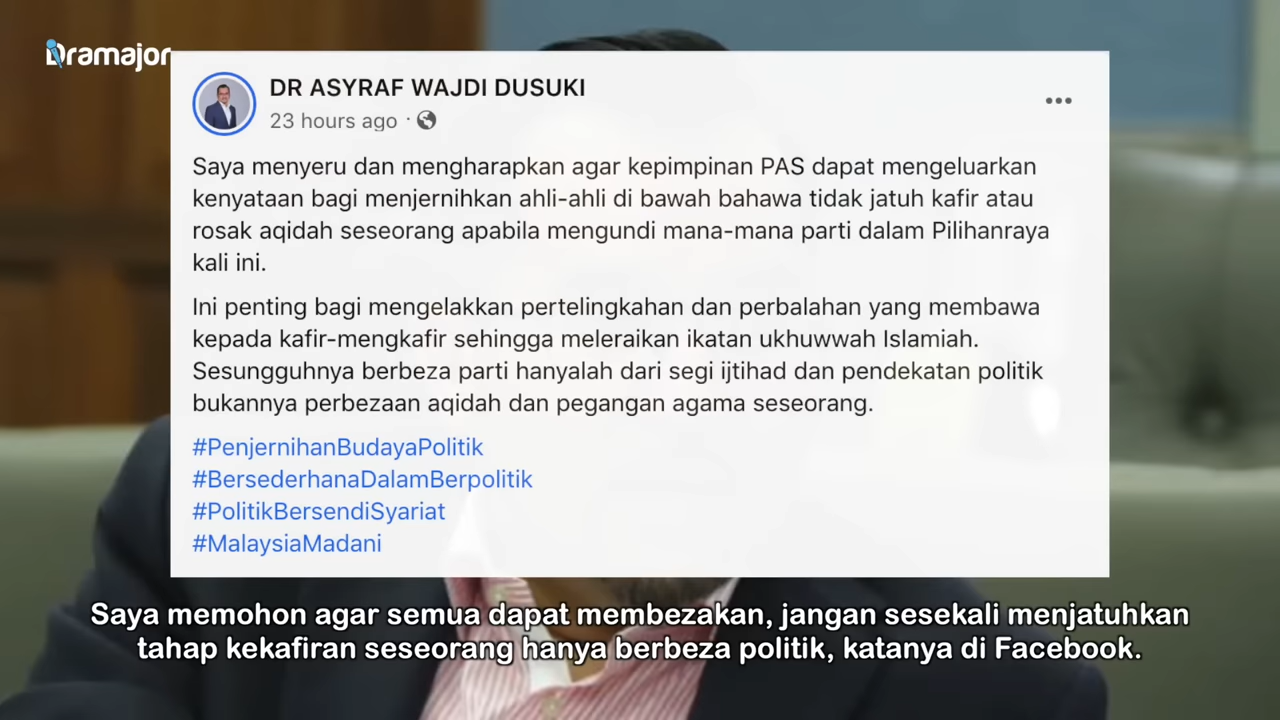 Dramajor
DR ASYRAF WAJDI DUSUKI
23 hours ago ·
Saya menyeru dan mengharapkan agar kepimpinan PAS dapat mengeluarkan
kenyataan bagi menjernihkan ahli-ahli di bawah bahawa tidak jatuh kafir atau
rosak aqidah seseorang apabila mengundi mana-mana parti dalam Pilihanraya
kali ini.
Ini penting bagi mengelakkan pertelingkahan dan perbalahan yang membawa
kepada kafir-mengkafir sehingga meleraikan ikatan ukhuwwah Islamiah.
Sesungguhnya berbeza parti hanyalah dari segi ijtihad dan pendekatan politik
bukannya perbezaan aqidah dan pegangan agama seseorang.
#PenjernihanBudayaPolitik
#BersederhanaDalamBerpolitik
#PolitikBersendiSyariat
#MalaysiaMadani
Saya memohon agar semua dapat membezakan, jangan sesekali menjatuhkan
tahap kekafiran seseorang hanya berbeza politik, katanya di Facebook.